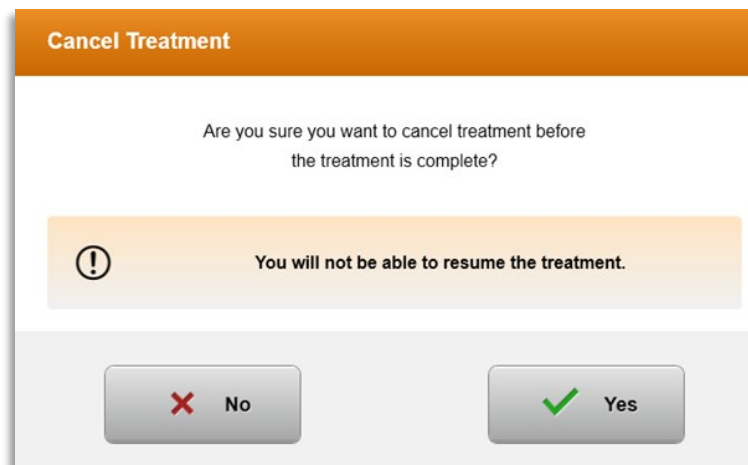 Cancel Treatment
Are you sure you want to cancel treatment before
the treatment is complete?
You will not be able to resume the treatment.
No
Yes